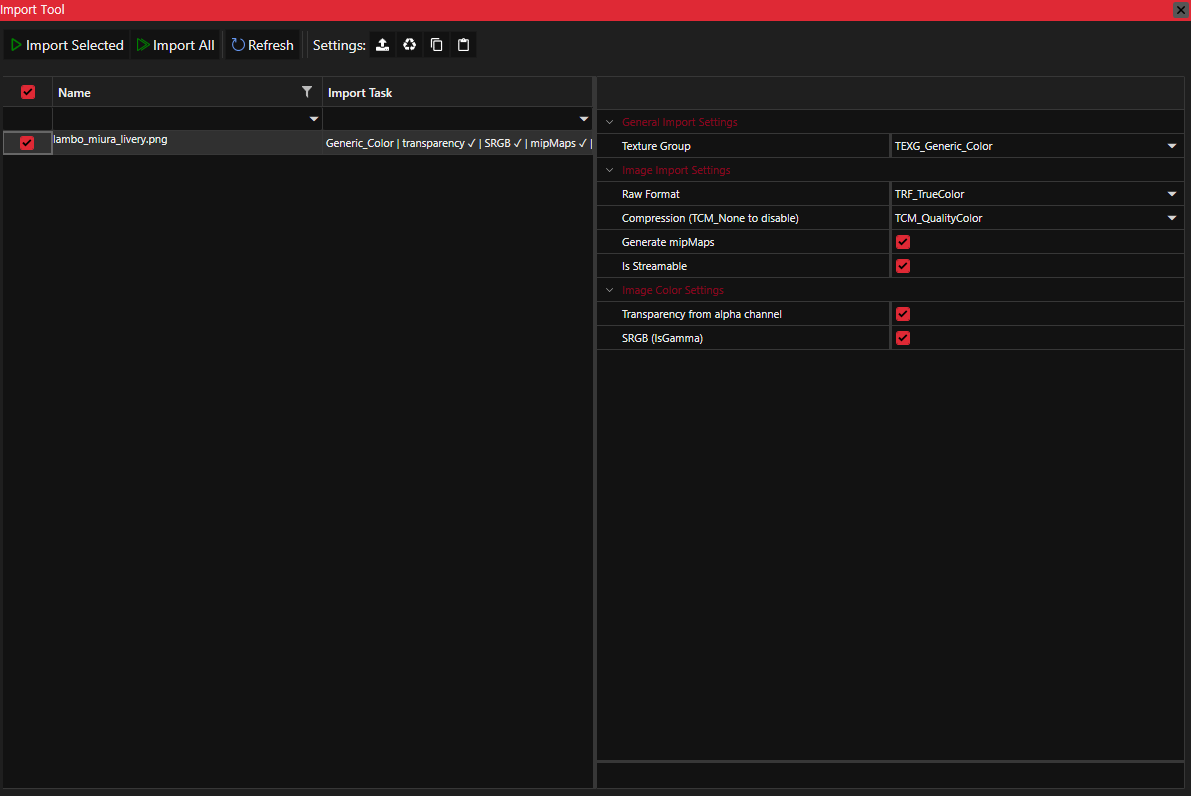 Import Tool
Import Selected Import All Refresh Settings:
Name Import Task
lambo_miura_livery.png Generic_Color | transparency ✓ | SRGB ✓ | mipMaps ✓ |
General Import Settings
Texture Group TEXG_Generic_Color
Image Import Settings
Raw Format TRF_TrueColor
Compression (TCM_None to disable) TCM_QualityColor
Generate mipMaps
Is Streamable
Image Color Settings
Transparency from alpha channel
SRGB (IsGamma)